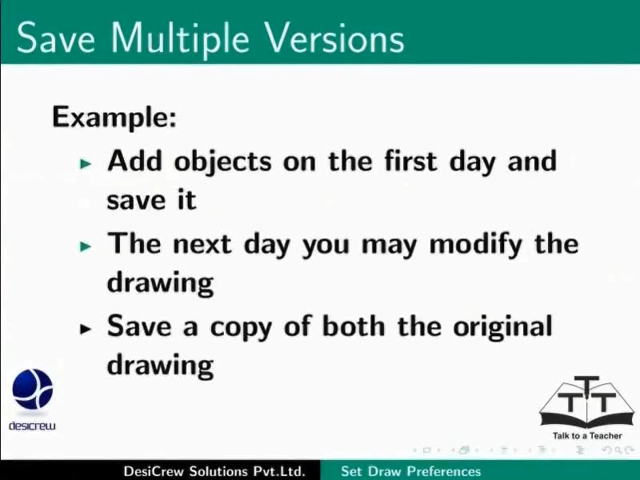 Save Multiple Versions
Example:
Add objects on the first day and
save it
The next day you may modify the
drawing
Save a copy of both the original
drawing
desicrew
TTT
Talk to a Teacher
DesiCrew Solutions Pvt.Ltd.
Set Draw Preferences